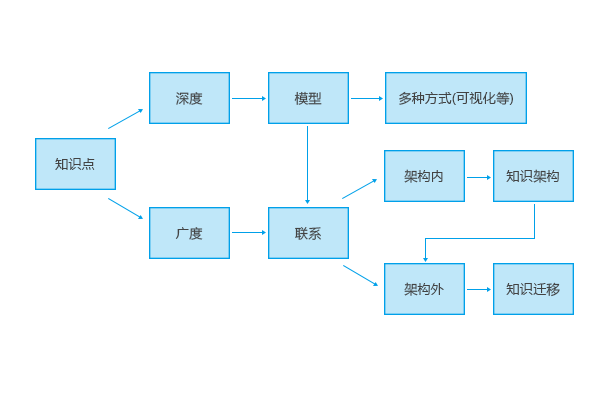 深度
模型
多种方式(可视化等)
知识点
架构内
知识架构
广度
联系
架构外
知识迁移